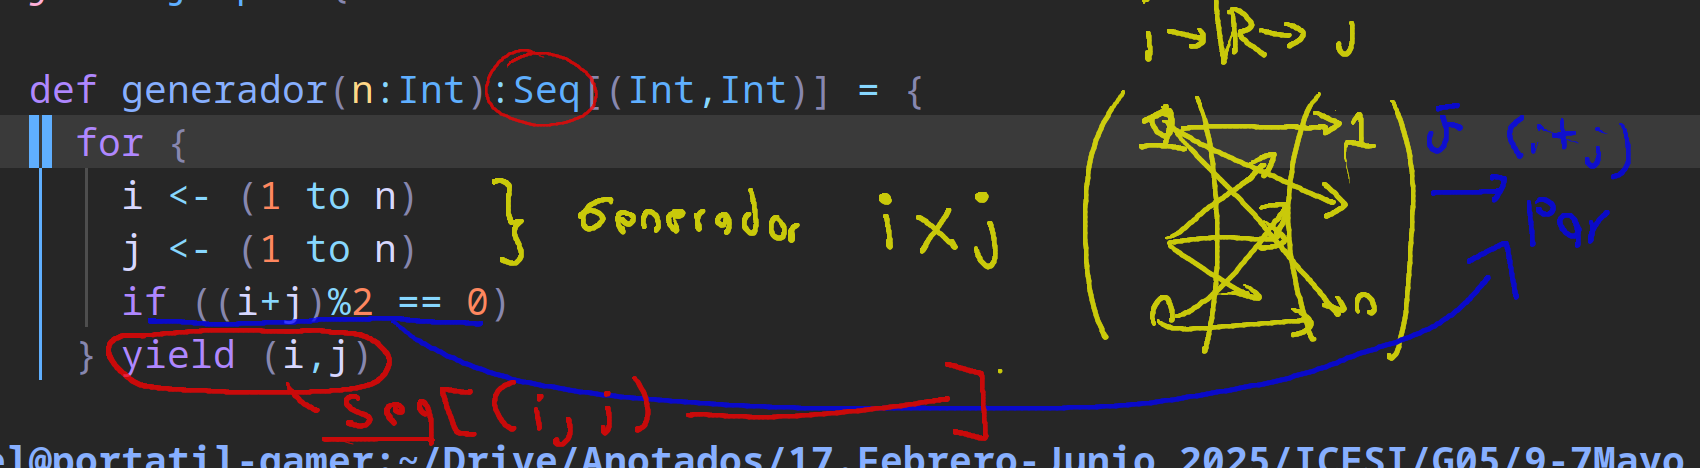 i → R → j
def generador(n:Int):Seq[(Int,Int)] = {
for {
i <- (1 to n)
j <- (1 to n)
if ((i+j)%2 == 0)
} yield (i,j)
} Generador i x j
1 1
n n
(i+j)
Par
Seq[(i,j) ]
el@portatil-gamer:~/Drive/Anotados/17.Febrero-Junio 2025/ICESI/G05/9-7Mayo